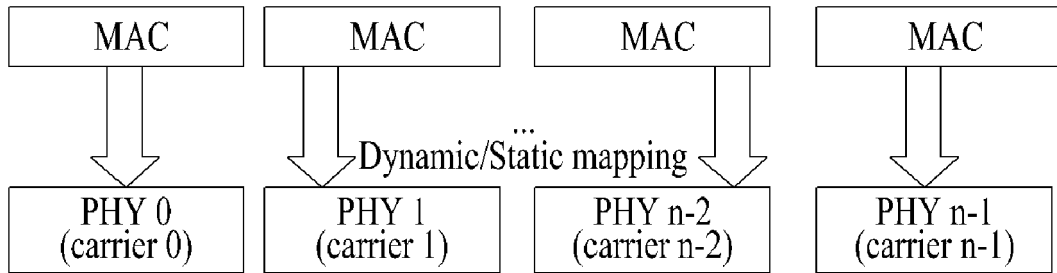 MAC MAC MAC MAC
...
Dynamic/Static mapping
PHY 0 PHY 1 PHY n-2 PHY n-1
(carrier 0) (carrier 1) (carrier n-2) (carrier n-1)